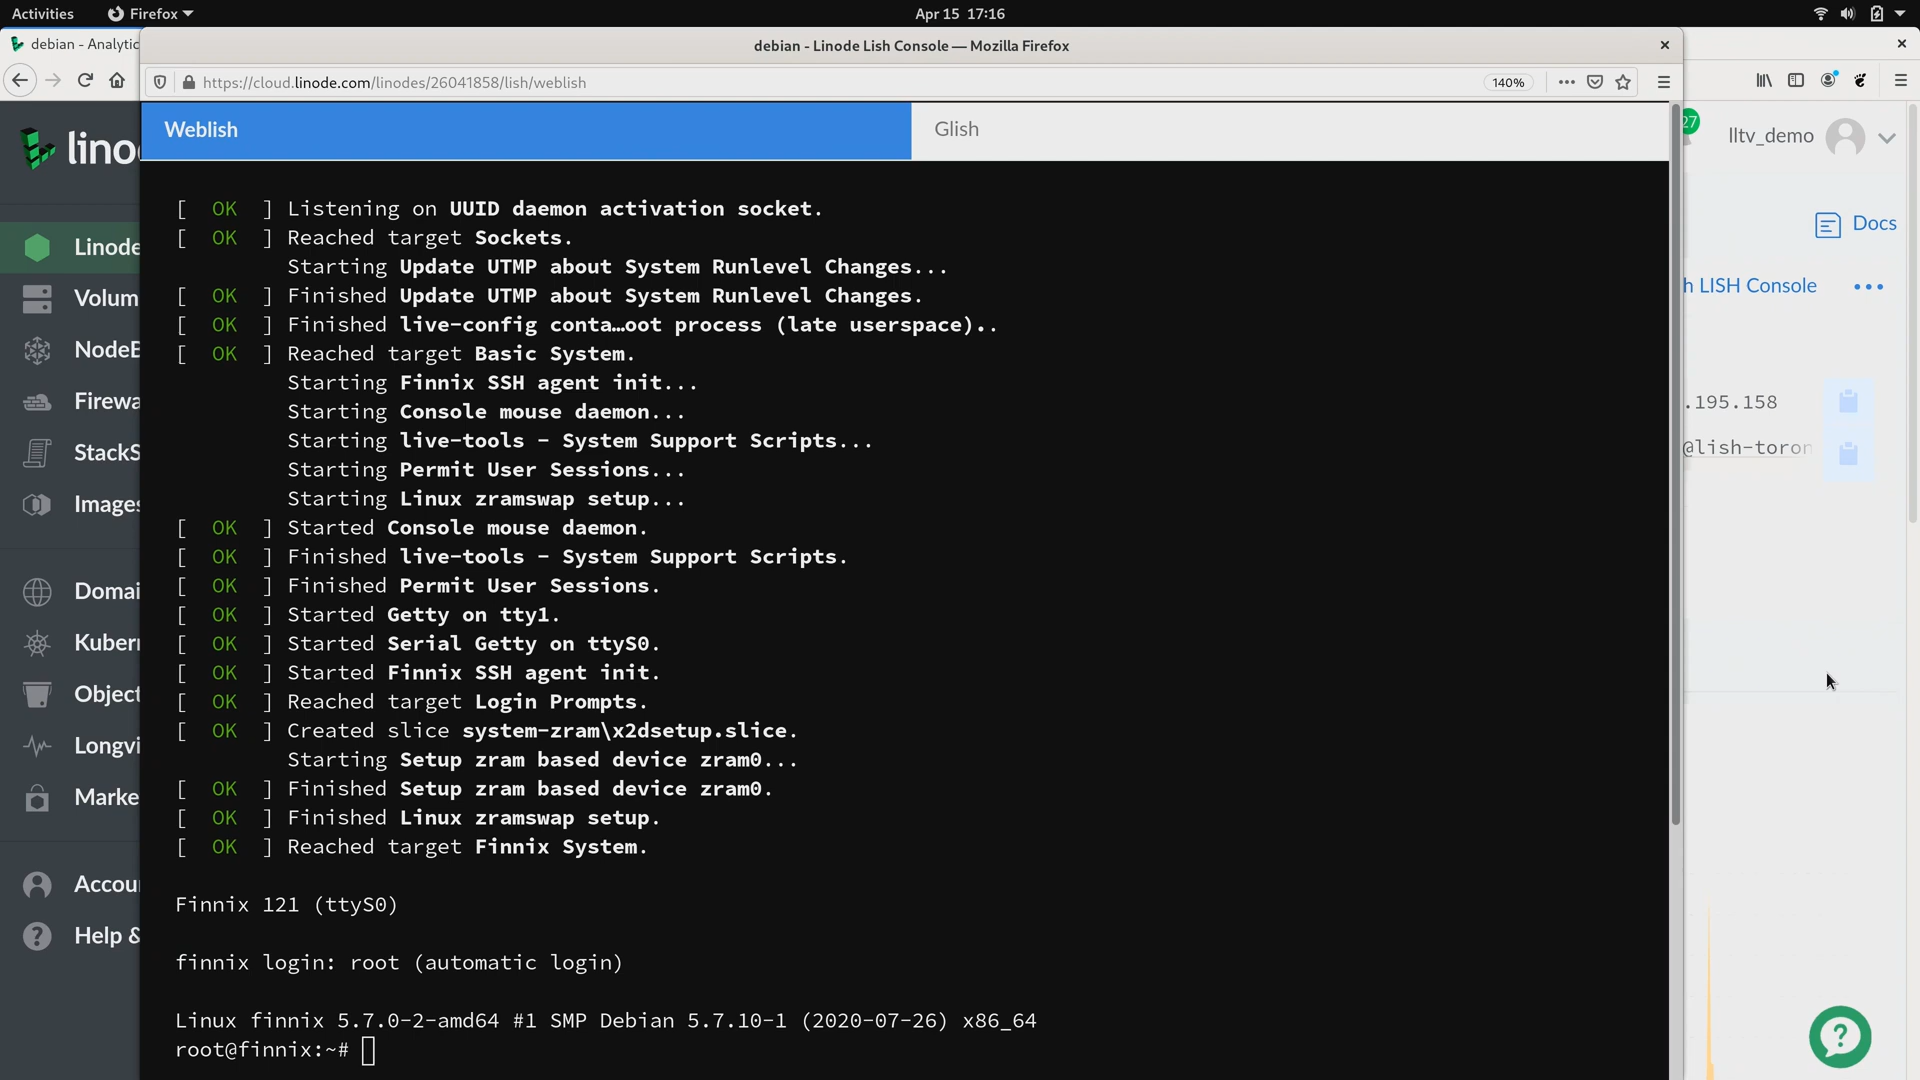 Activities
Firefox
Apr 15 17:16
debian - Analytic
debian - Linode Lish Console — Mozilla Firefox
https://cloud.linode.com/linodes/26041858/lish/weblish
140%
Weblish
Glish
lino
27
lltv_demo
Docs
h LISH Console
.195.158
@lish-toron
Linode
Volum
NodeB
Firewa
StackS
Images
Domai
Kubern
Object
Longvi
Marke
Accou
Help &
[  OK  ] Listening on UUID daemon activation socket.
[  OK  ] Reached target Sockets.
         Starting Update UTMP about System Runlevel Changes...
[  OK  ] Finished Update UTMP about System Runlevel Changes.
[  OK  ] Finished live-config conta…oot process (late userspace)..
[  OK  ] Reached target Basic System.
         Starting Finnix SSH agent init...
         Starting Console mouse daemon...
         Starting live-tools - System Support Scripts...
         Starting Permit User Sessions...
         Starting Linux zramswap setup...
[  OK  ] Started Console mouse daemon.
[  OK  ] Finished live-tools - System Support Scripts.
[  OK  ] Finished Permit User Sessions.
[  OK  ] Started Getty on tty1.
[  OK  ] Started Serial Getty on ttyS0.
[  OK  ] Started Finnix SSH agent init.
[  OK  ] Reached target Login Prompts.
[  OK  ] Created slice system-zram\x2dsetup.slice.
         Starting Setup zram based device zram0...
[  OK  ] Finished Setup zram based device zram0.
[  OK  ] Finished Linux zramswap setup.
[  OK  ] Reached target Finnix System.
Finnix 121 (ttyS0)
finnix login: root (automatic login)
Linux finnix 5.7.0-2-amd64 #1 SMP Debian 5.7.10-1 (2020-07-26) x86_64
root@finnix:~#